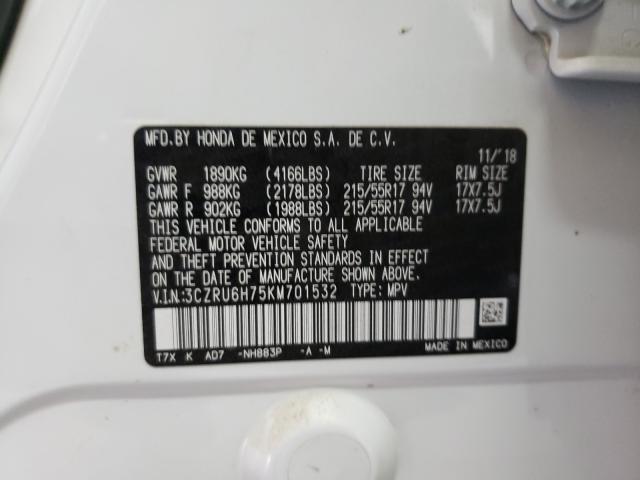 MFD.BY HONDA DE MEXICO S.A. DE C.V.
11/'18
GVWR 1890KG (4166LBS) TIRE SIZE RIM SIZE
GAWR F 988KG (2178LBS) 215/55R17 94V 17X7.5J
GAWR R 902KG (1988LBS) 215/55R17 94V 17X7.5J
THIS VEHICLE CONFORMS TO ALL APPLICABLE
FEDERAL MOTOR VEHICLE SAFETY
AND THEFT PREVENTION STANDARDS IN EFFECT
ON THE DATE OF MANUFACTURE SHOWN ABOVE.
V.I.N.:3CZRU6H75KM701532 TYPE: MPV
T7X K AD7 -NH883P -A -M MADE IN MEXICO